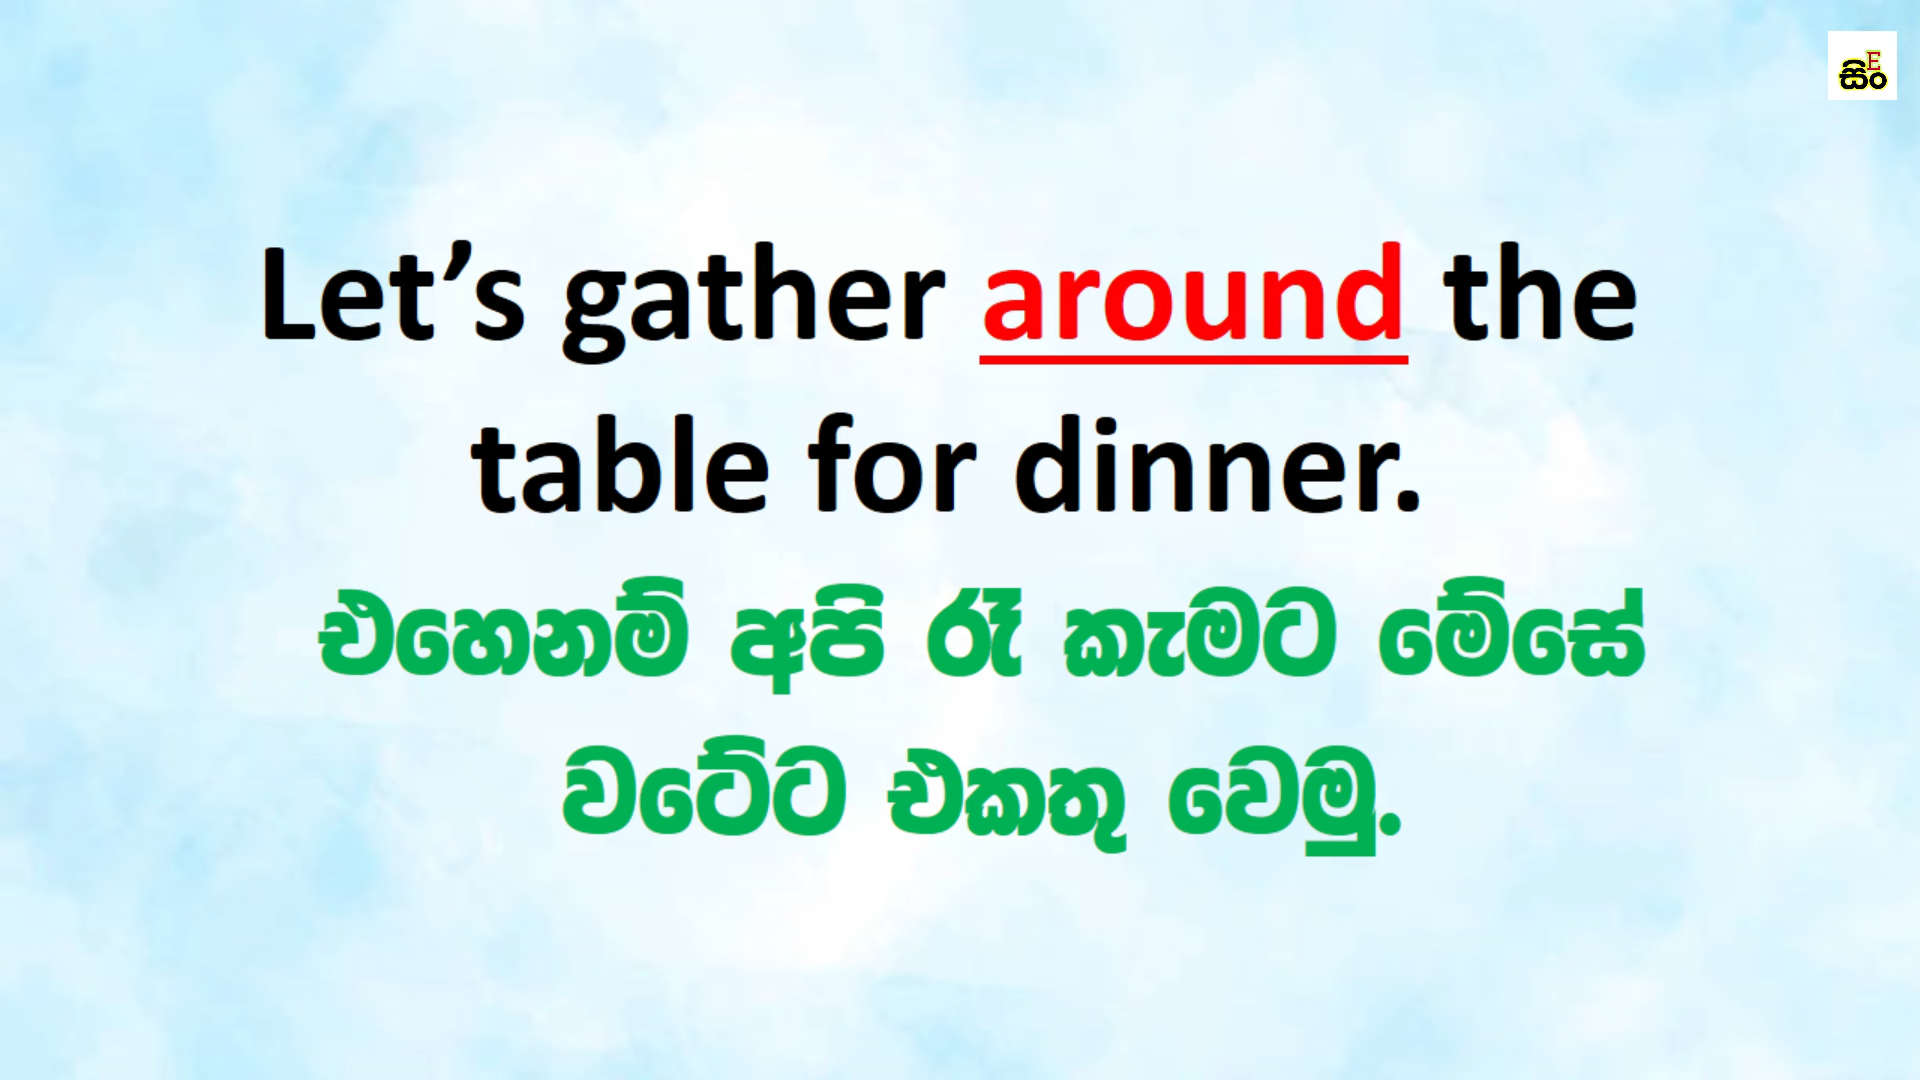 සිංE
Let’s gather around the
table for dinner.
එහෙනම් අපි රෑ කැමට මේසේ
වටේට එකතු වෙමු.